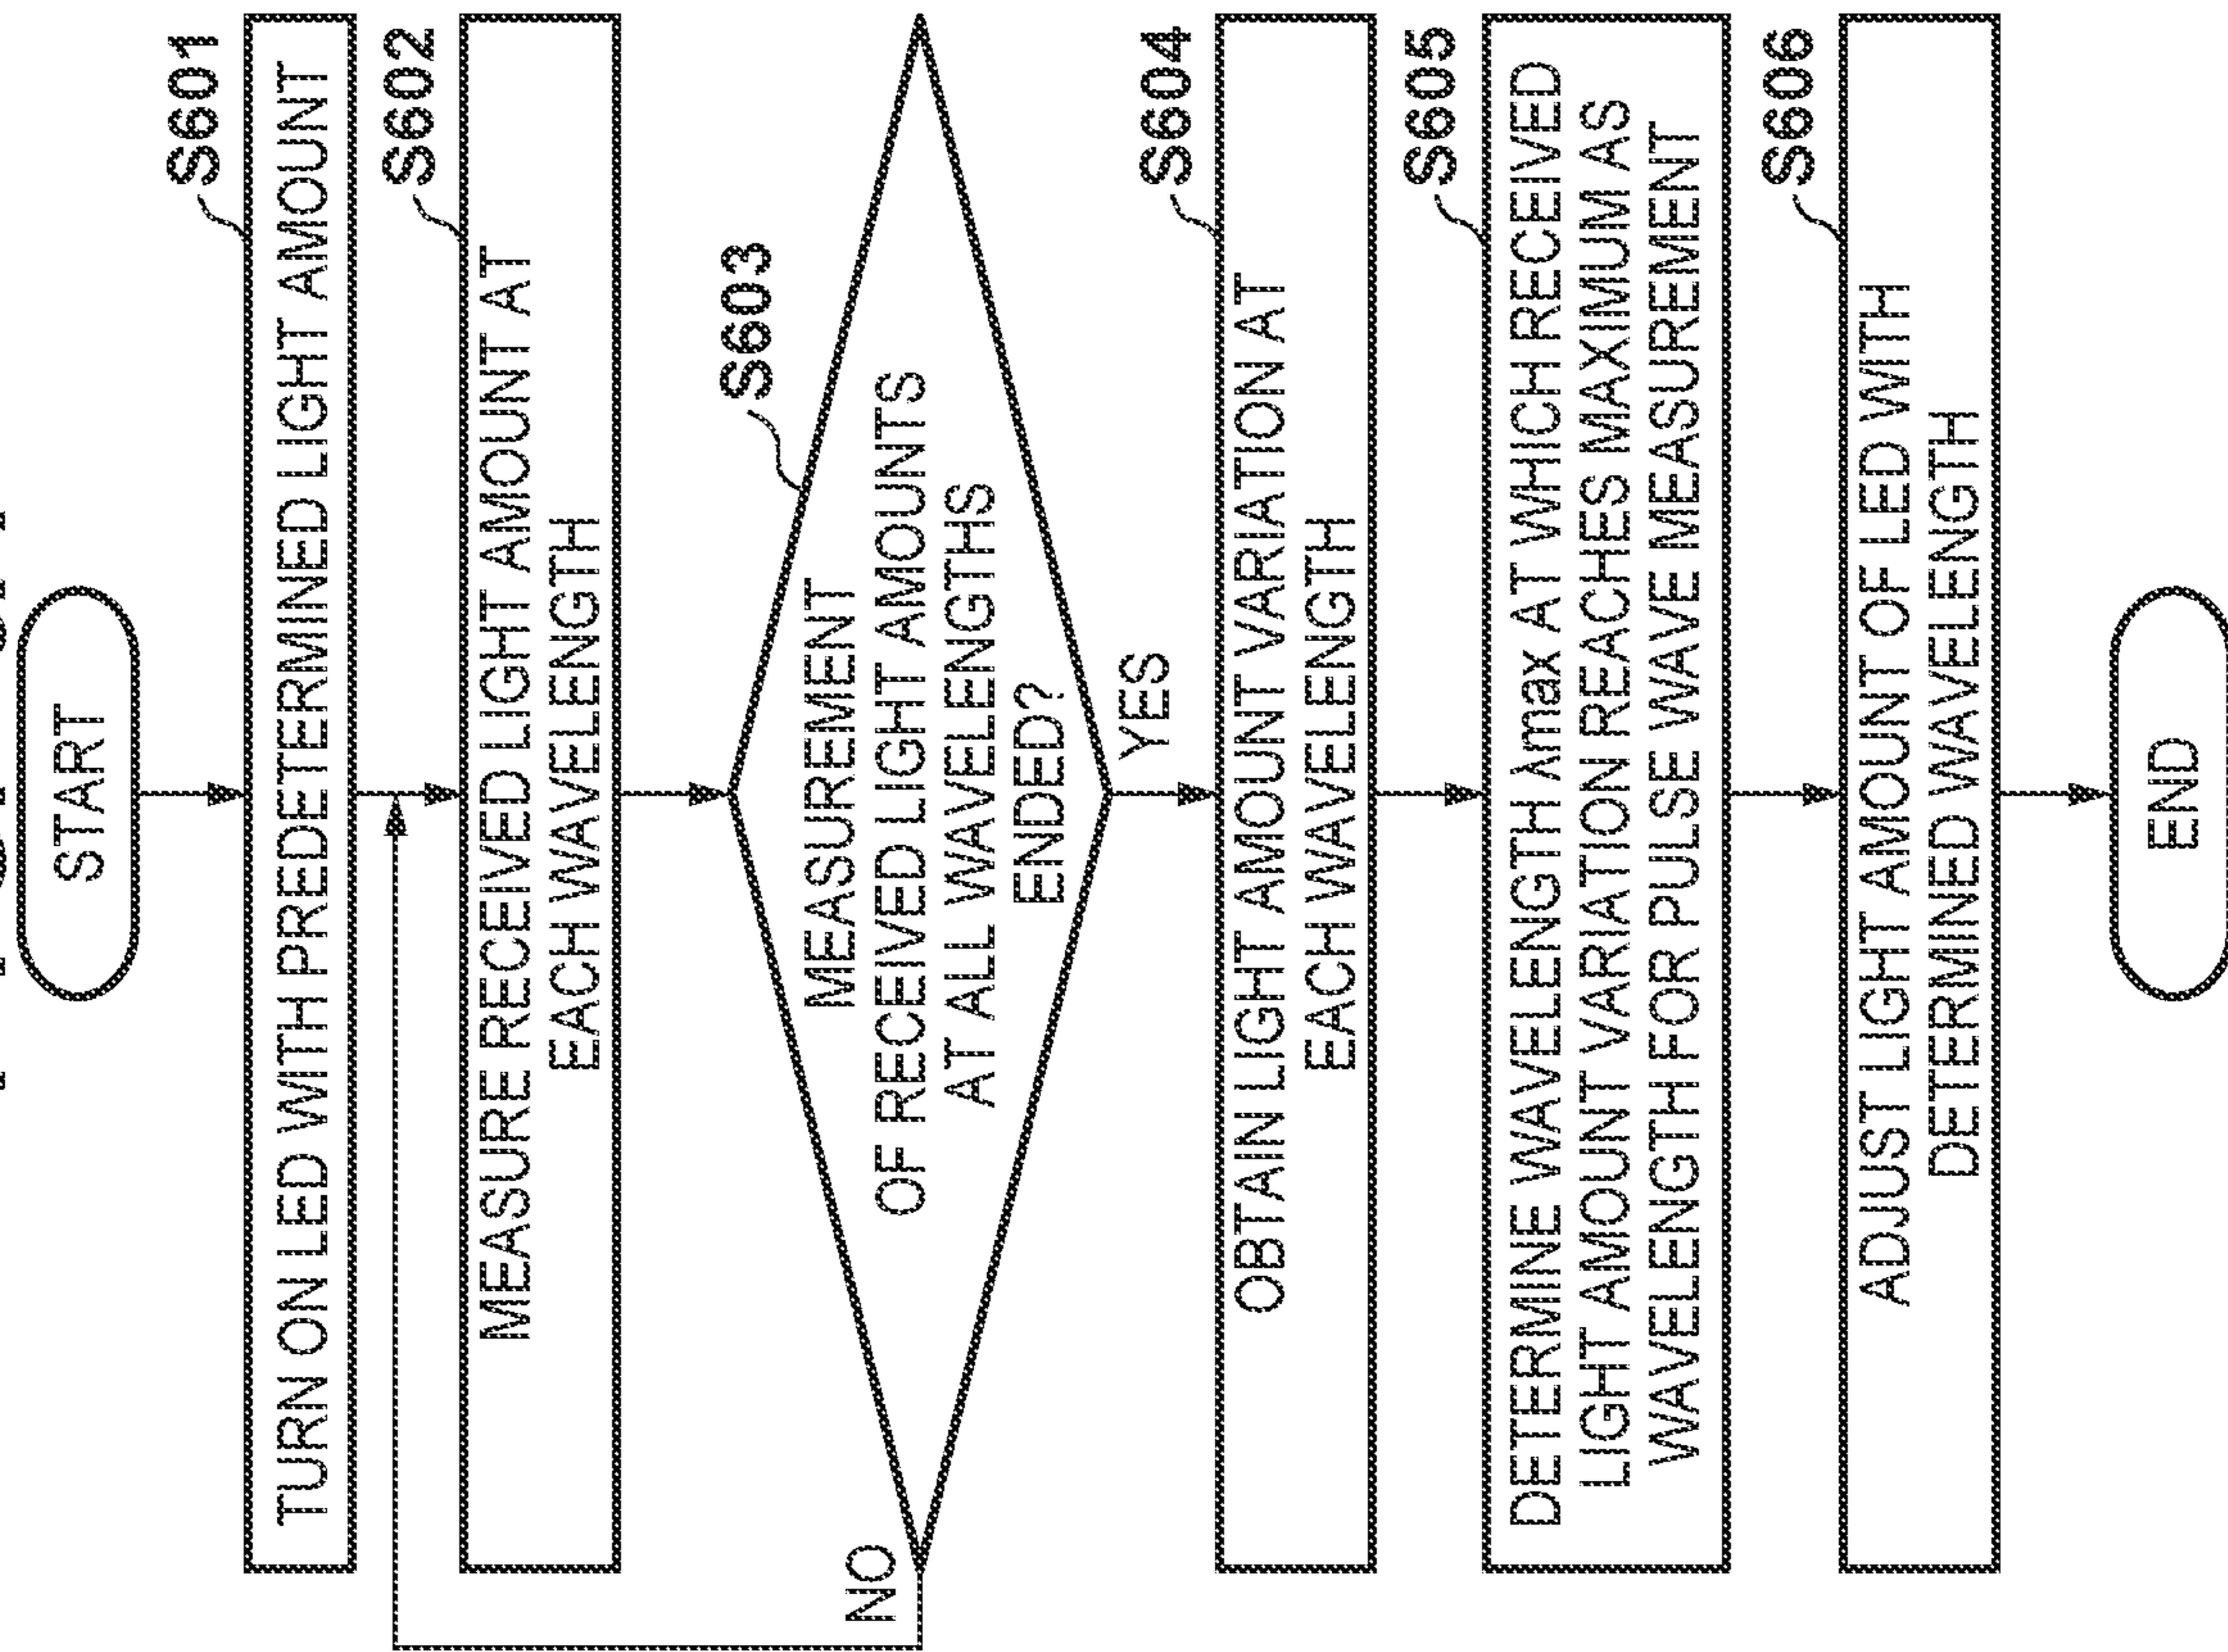 START
S601
TURN ON LED WITH PREDETERMINED LIGHT AMOUNT
S602
MEASURE RECEIVED LIGHT AMOUNT AT
EACH WAVELENGTH
S603
MEASUREMENT
OF RECEIVED LIGHT AMOUNTS
AT ALL WAVELENGTHS
ENDED?
NO
YES
S604
OBTAIN LIGHT AMOUNT VARIATION AT
EACH WAVELENGTH
S605
DETERMINE WAVELENGTH λmax AT WHICH RECEIVED
LIGHT AMOUNT VARIATION REACHES MAXIMUM AS
WAVELENGTH FOR PULSE WAVE MEASUREMENT
S606
ADJUST LIGHT AMOUNT OF LED WITH
DETERMINED WAVELENGTH
END